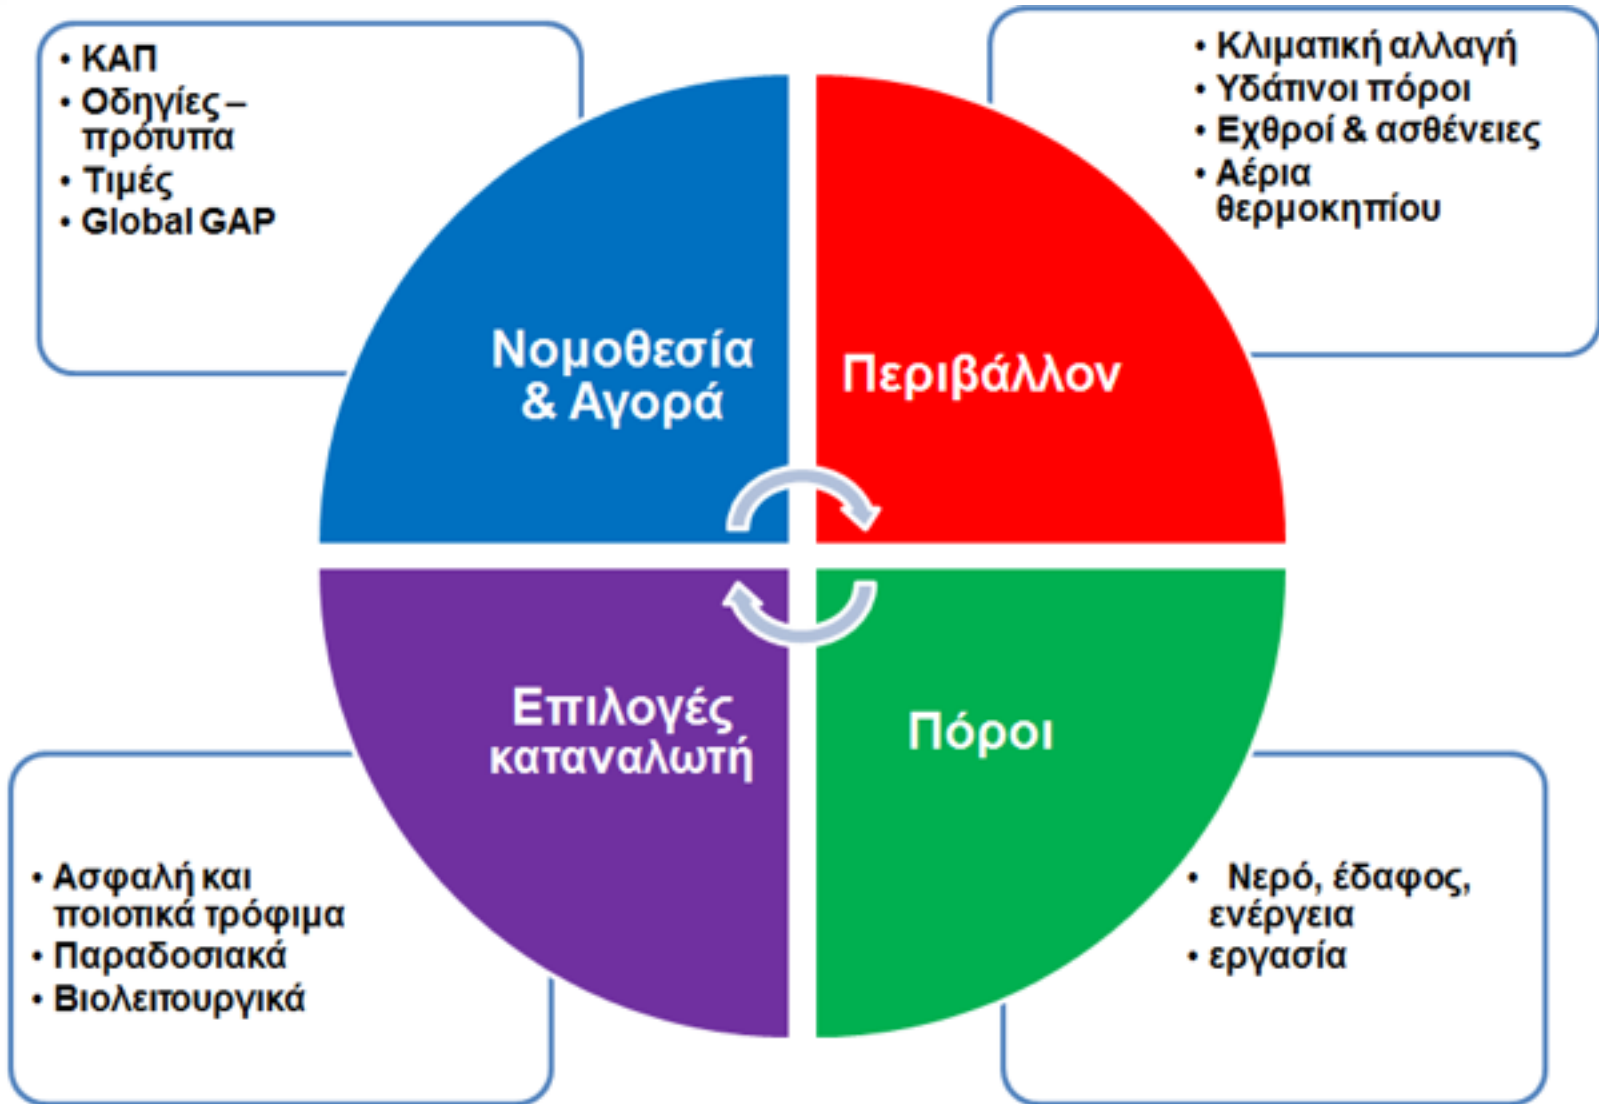 • ΚΑΠ
• Οδηγίες –
πρότυπα
• Τιμές
• Global GAP
• Κλιματική αλλαγή
• Υδάτινοι πόροι
• Εχθροί & ασθένειες
• Αέρια
θερμοκηπίου
Νομοθεσία
& Αγορά
Περιβάλλον
Επιλογές
καταναλωτή
Πόροι
• Ασφαλή και
ποιοτικά τρόφιμα
• Παραδοσιακά
• Βιολειτουργικά
• Νερό, έδαφος,
ενέργεια
• εργασία